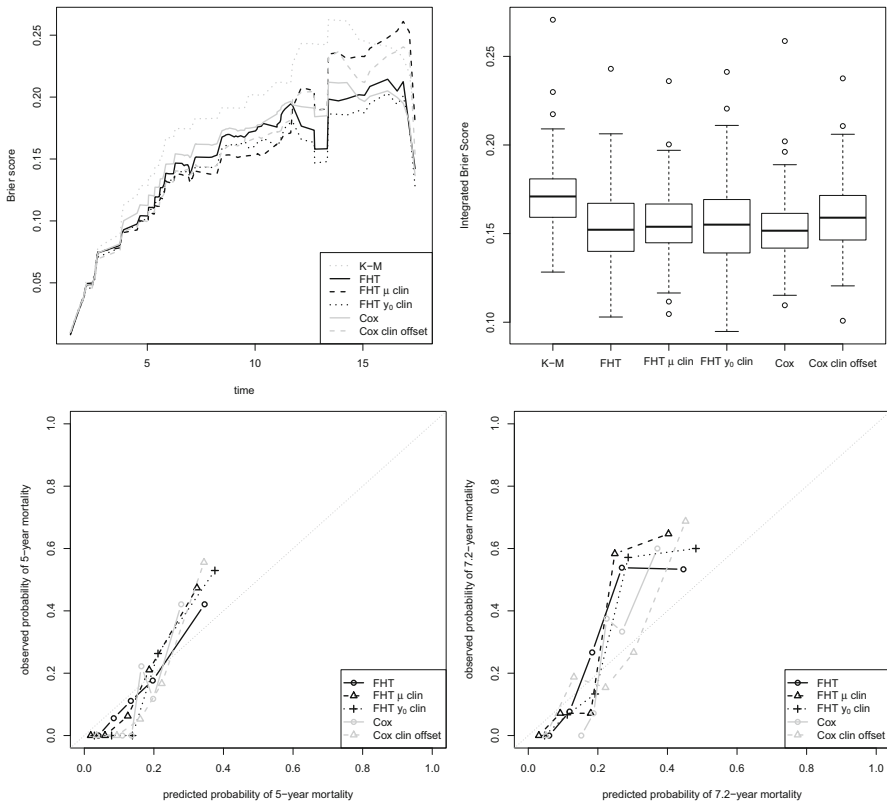 Brier score
0.05
0.10
0.15
0.20
0.25
5
10
15
time
K−M
FHT
FHT μ clin
FHT y₀ clin
Cox
Cox clin offset
Integrated Brier Score
0.10
0.15
0.20
0.25
K−M
FHT
FHT μ clin
FHT y₀ clin
Cox
Cox clin offset
observed probability of 5−year mortality
0.0
0.2
0.4
0.6
0.8
1.0
0.0 0.2 0.4 0.6 0.8 1.0
predicted probability of 5−year mortality
FHT
FHT μ clin
FHT y₀ clin
Cox
Cox clin offset
observed probability of 7.2−year mortality
0.0
0.2
0.4
0.6
0.8
1.0
0.0 0.2 0.4 0.6 0.8 1.0
predicted probability of 7.2−year mortality
FHT
FHT μ clin
FHT y₀ clin
Cox
Cox clin offset